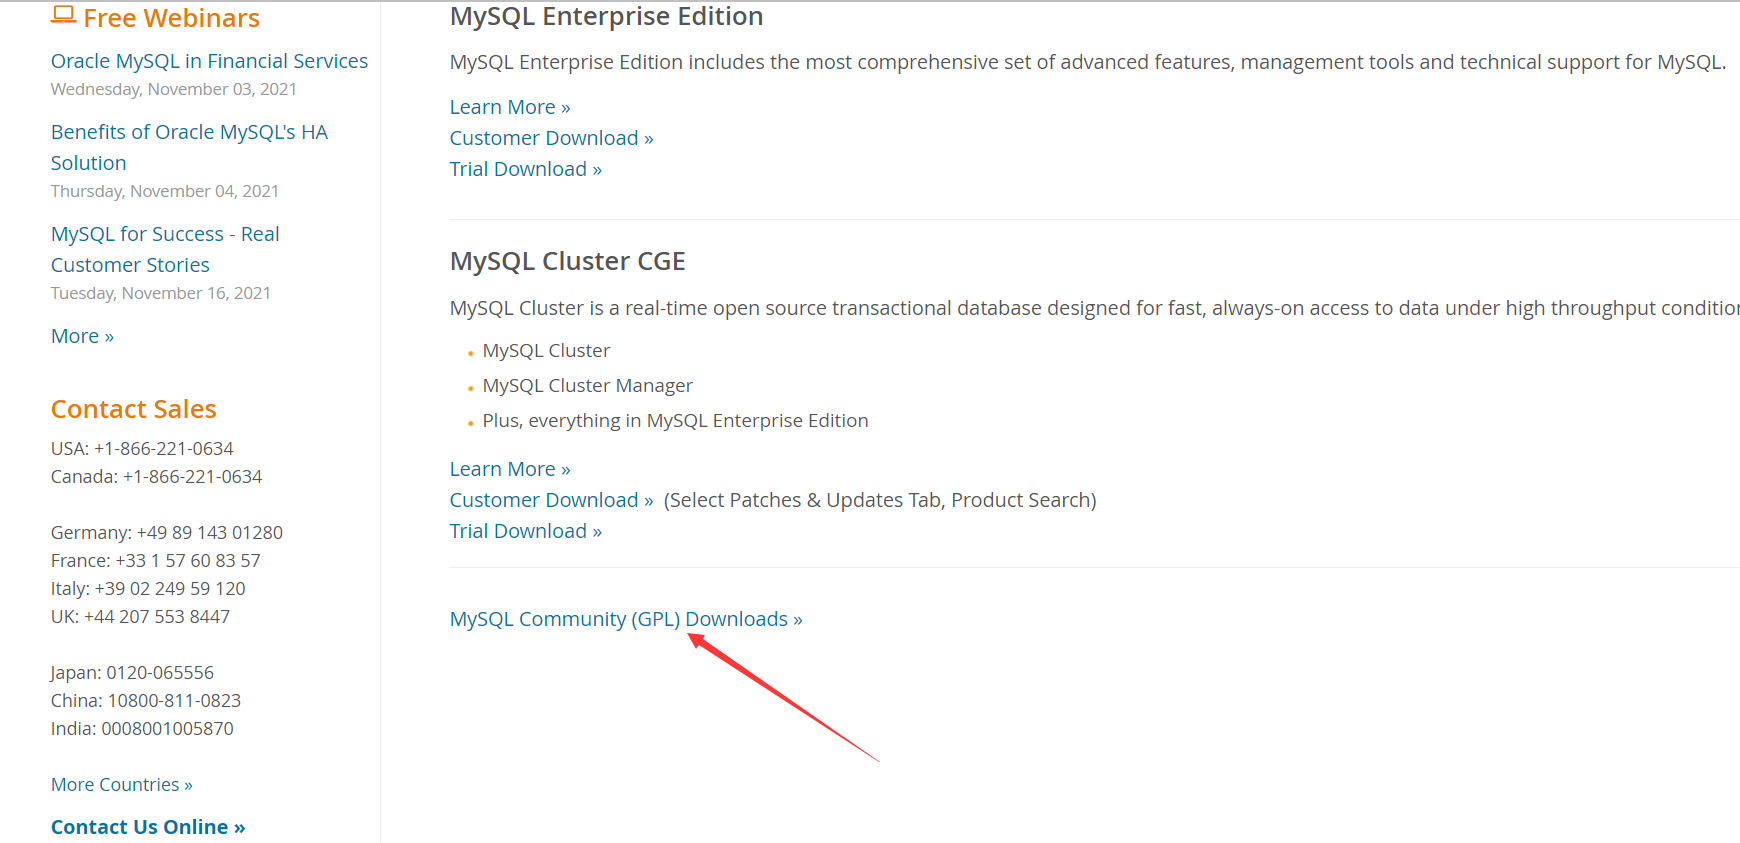 Free Webinars
Oracle MySQL in Financial Services
Wednesday, November 03, 2021
Benefits of Oracle MySQL's HA
Solution
Thursday, November 04, 2021
MySQL for Success - Real
Customer Stories
Tuesday, November 16, 2021
More »
Contact Sales
USA: +1-866-221-0634
Canada: +1-866-221-0634
Germany: +49 89 143 01280
France: +33 1 57 60 83 57
Italy: +39 02 249 59 120
UK: +44 207 553 8447
Japan: 0120-065556
China: 10800-811-0823
India: 0008001005870
More Countries »
Contact Us Online »
MySQL Enterprise Edition
MySQL Enterprise Edition includes the most comprehensive set of advanced features, management tools and technical support for MySQL.
Learn More »
Customer Download »
Trial Download »
MySQL Cluster CGE
MySQL Cluster is a real-time open source transactional database designed for fast, always-on access to data under high throughput
MySQL Cluster
MySQL Cluster Manager
Plus, everything in MySQL Enterprise Edition
Learn More »
Customer Download » (Select Patches & Updates Tab, Product Search)
Trial Download »
MySQL Community (GPL) Downloads »